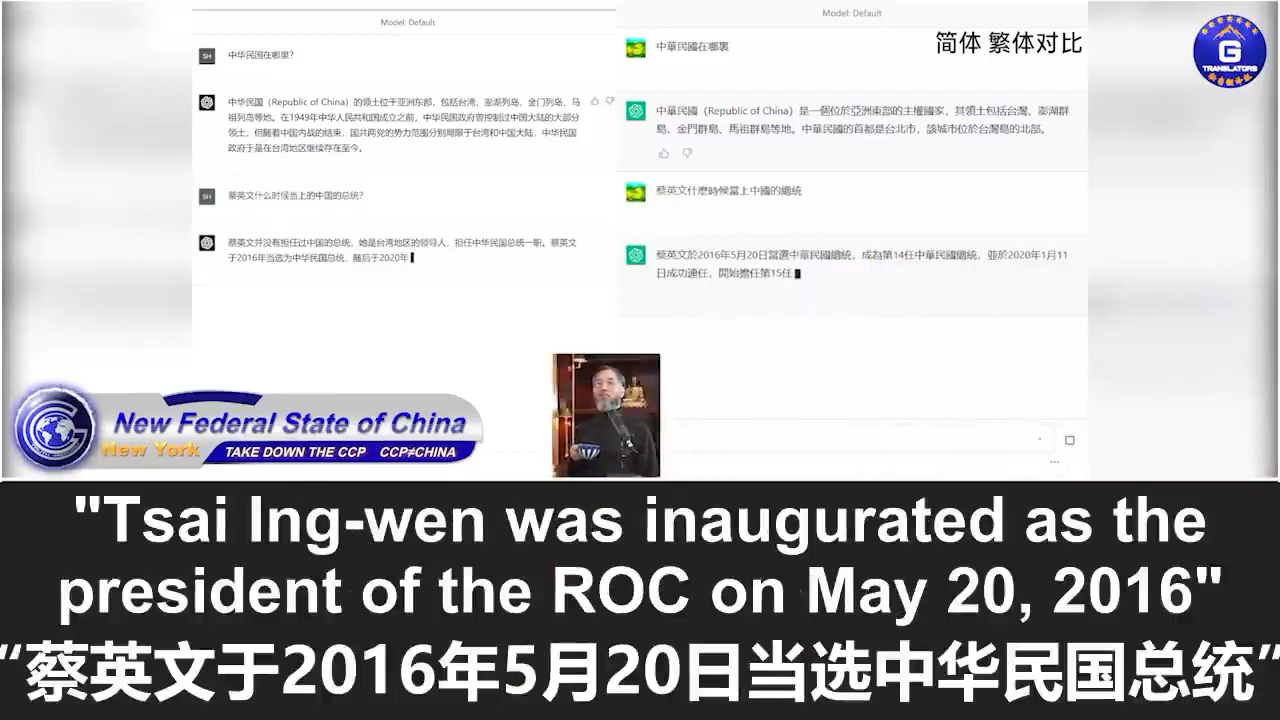 Model: Default
SH
中华民国在哪里?
中华民国（Republic of China）的领土位于亚洲东部，包括台湾、澎湖列岛、金门列岛、马
祖列岛等地。在1949年中华人民共和国成立之前，中华民国政府曾控制过中国大陆的大部分
领土，但随着中国内战的结束，国共两党的势力范围分别局限于台湾和中国大陆，中华民国
政府于是在台湾地区继续存在至今。
SH
蔡英文什么时候当上的中国的总统?
蔡英文并没有担任过中国的总统，她是台湾地区的领导人，担任中华民国总统一职。蔡英文
于2016年当选为中华民国总统，随后于2020年
Model: Default
简体 繁体对比
中華民國在哪裏
中華民國（Republic of China）是一個位於亞洲東部的主權國家，其領土包括台灣、澎湖群
島、金門群島、馬祖群島等地。中華民國的首都是台北市，該城市位於台灣島的北部。
蔡英文什麼時候當上中國的總統
蔡英文於2016年5月20日當選中華民國總統，成為第14任中華民國總統，並於2020年1月11
日成功連任，開始擔任第15任
G
TRANSLATORS
New Federal State of China
New York
TAKE DOWN THE CCP CCP≠CHINA
"Tsai Ing-wen was inaugurated as the
president of the ROC on May 20, 2016"
“蔡英文于2016年5月20日当选中华民国总统”